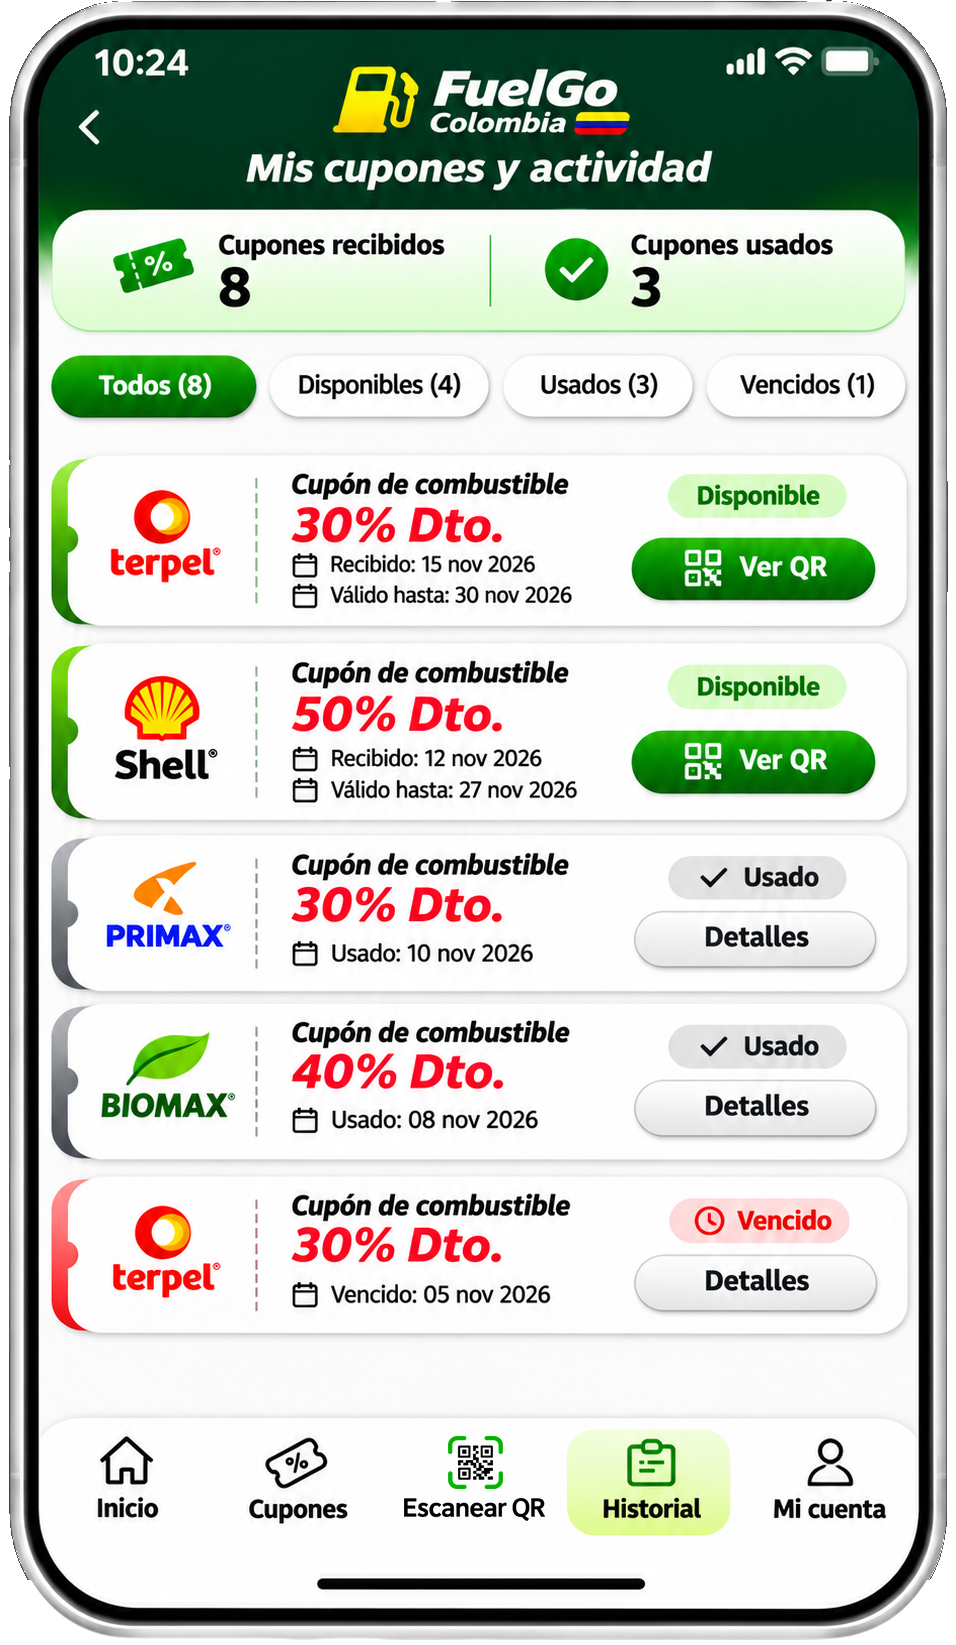 10:24
FuelGo
Colombia
Mis cupones y actividad
Cupones recibidos
8
Cupones usados
3
Todos (8)
Disponibles (4)
Usados (3)
Vencidos (1)
terpel®
Cupón de combustible
30% Dto.
Recibido: 15 nov 2026
Válido hasta: 30 nov 2026
Disponible
Ver QR
Shell®
Cupón de combustible
50% Dto.
Recibido: 12 nov 2026
Válido hasta: 27 nov 2026
Disponible
Ver QR
PRIMAX®
Cupón de combustible
30% Dto.
Usado: 10 nov 2026
Usado
Detalles
BIOMAX®
Cupón de combustible
40% Dto.
Usado: 08 nov 2026
Usado
Detalles
terpel®
Cupón de combustible
30% Dto.
Vencido: 05 nov 2026
Vencido
Detalles
Inicio
Cupones
Escanear QR
Historial
Mi cuenta